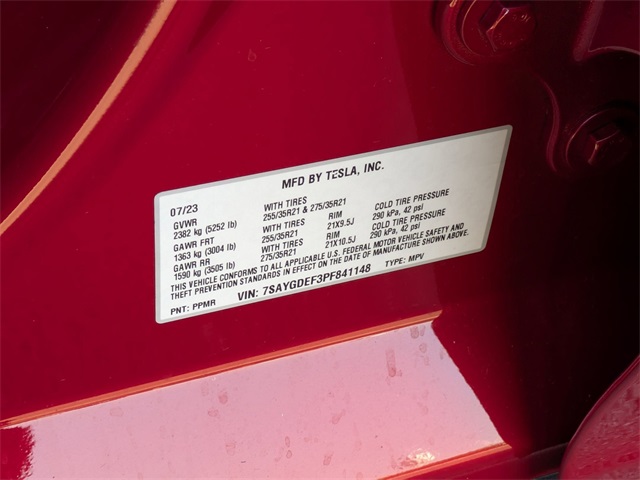 MFD BY TESLA, INC.
07/23
GVWR WITH TIRES
2382 kg (5252 lb) 255/35R21 & 275/35R21
GAWR FRT WITH TIRES RIM COLD TIRE PRESSURE
1363 kg (3004 lb) 255/35R21 21X9.5J 290 kPa, 42 psi
GAWR RR WITH TIRES RIM COLD TIRE PRESSURE
1590 kg (3505 lb) 275/35R21 21X10.5J 290 kPa, 42 psi
THIS VEHICLE CONFORMS TO ALL APPLICABLE U.S. FEDERAL MOTOR VEHICLE SAFETY AND
THEFT PREVENTION STANDARDS IN EFFECT ON THE DATE OF MANUFACTURE SHOWN ABOVE.
PNT: PPMR VIN: 7SAYGDEF3PF841148 TYPE: MPV